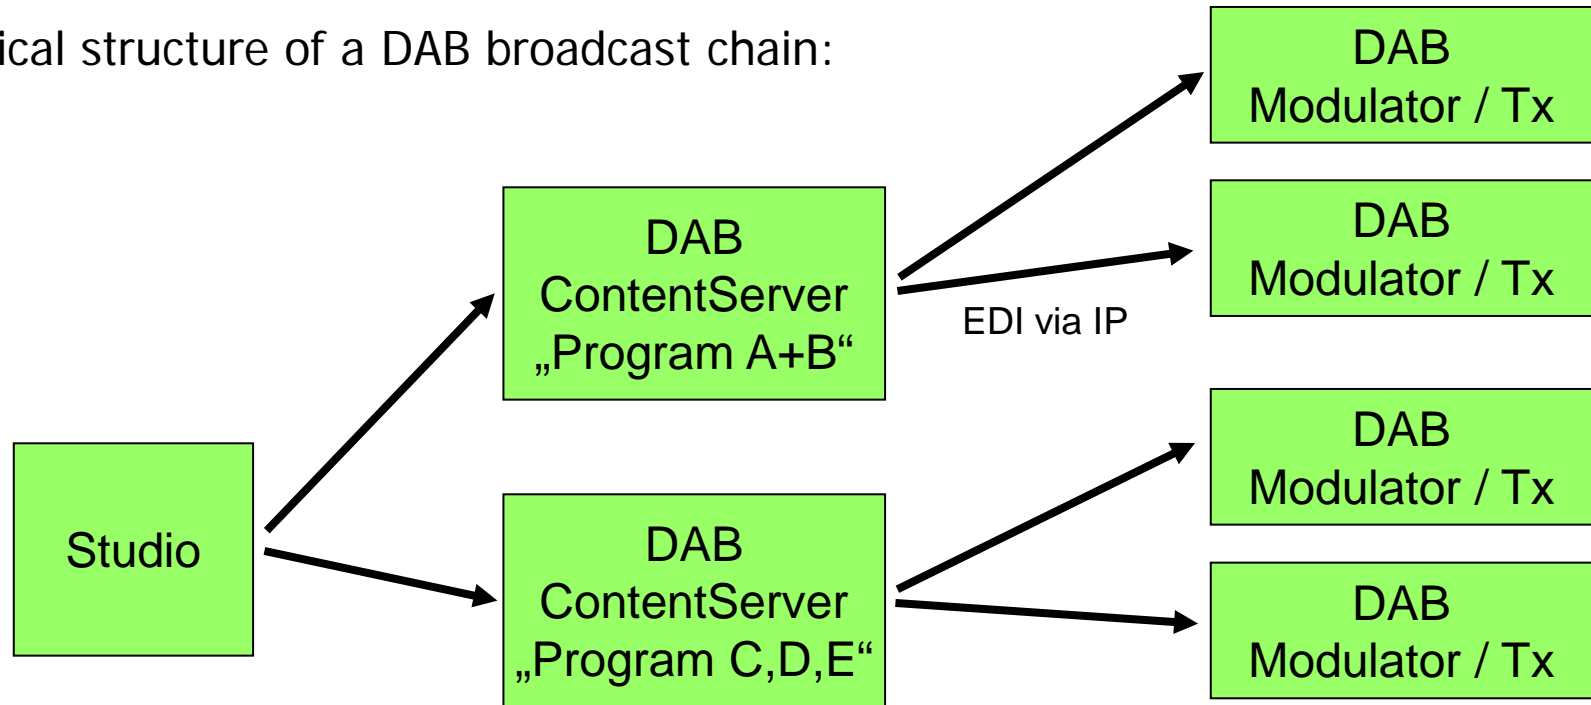 ical structure of a DAB broadcast chain:
DAB
Modulator / Tx
DAB
Modulator / Tx
DAB
ContentServer
„Program A+B“
EDI via IP
Studio
DAB
ContentServer
„Program C,D,E“
DAB
Modulator / Tx
DAB
Modulator / Tx